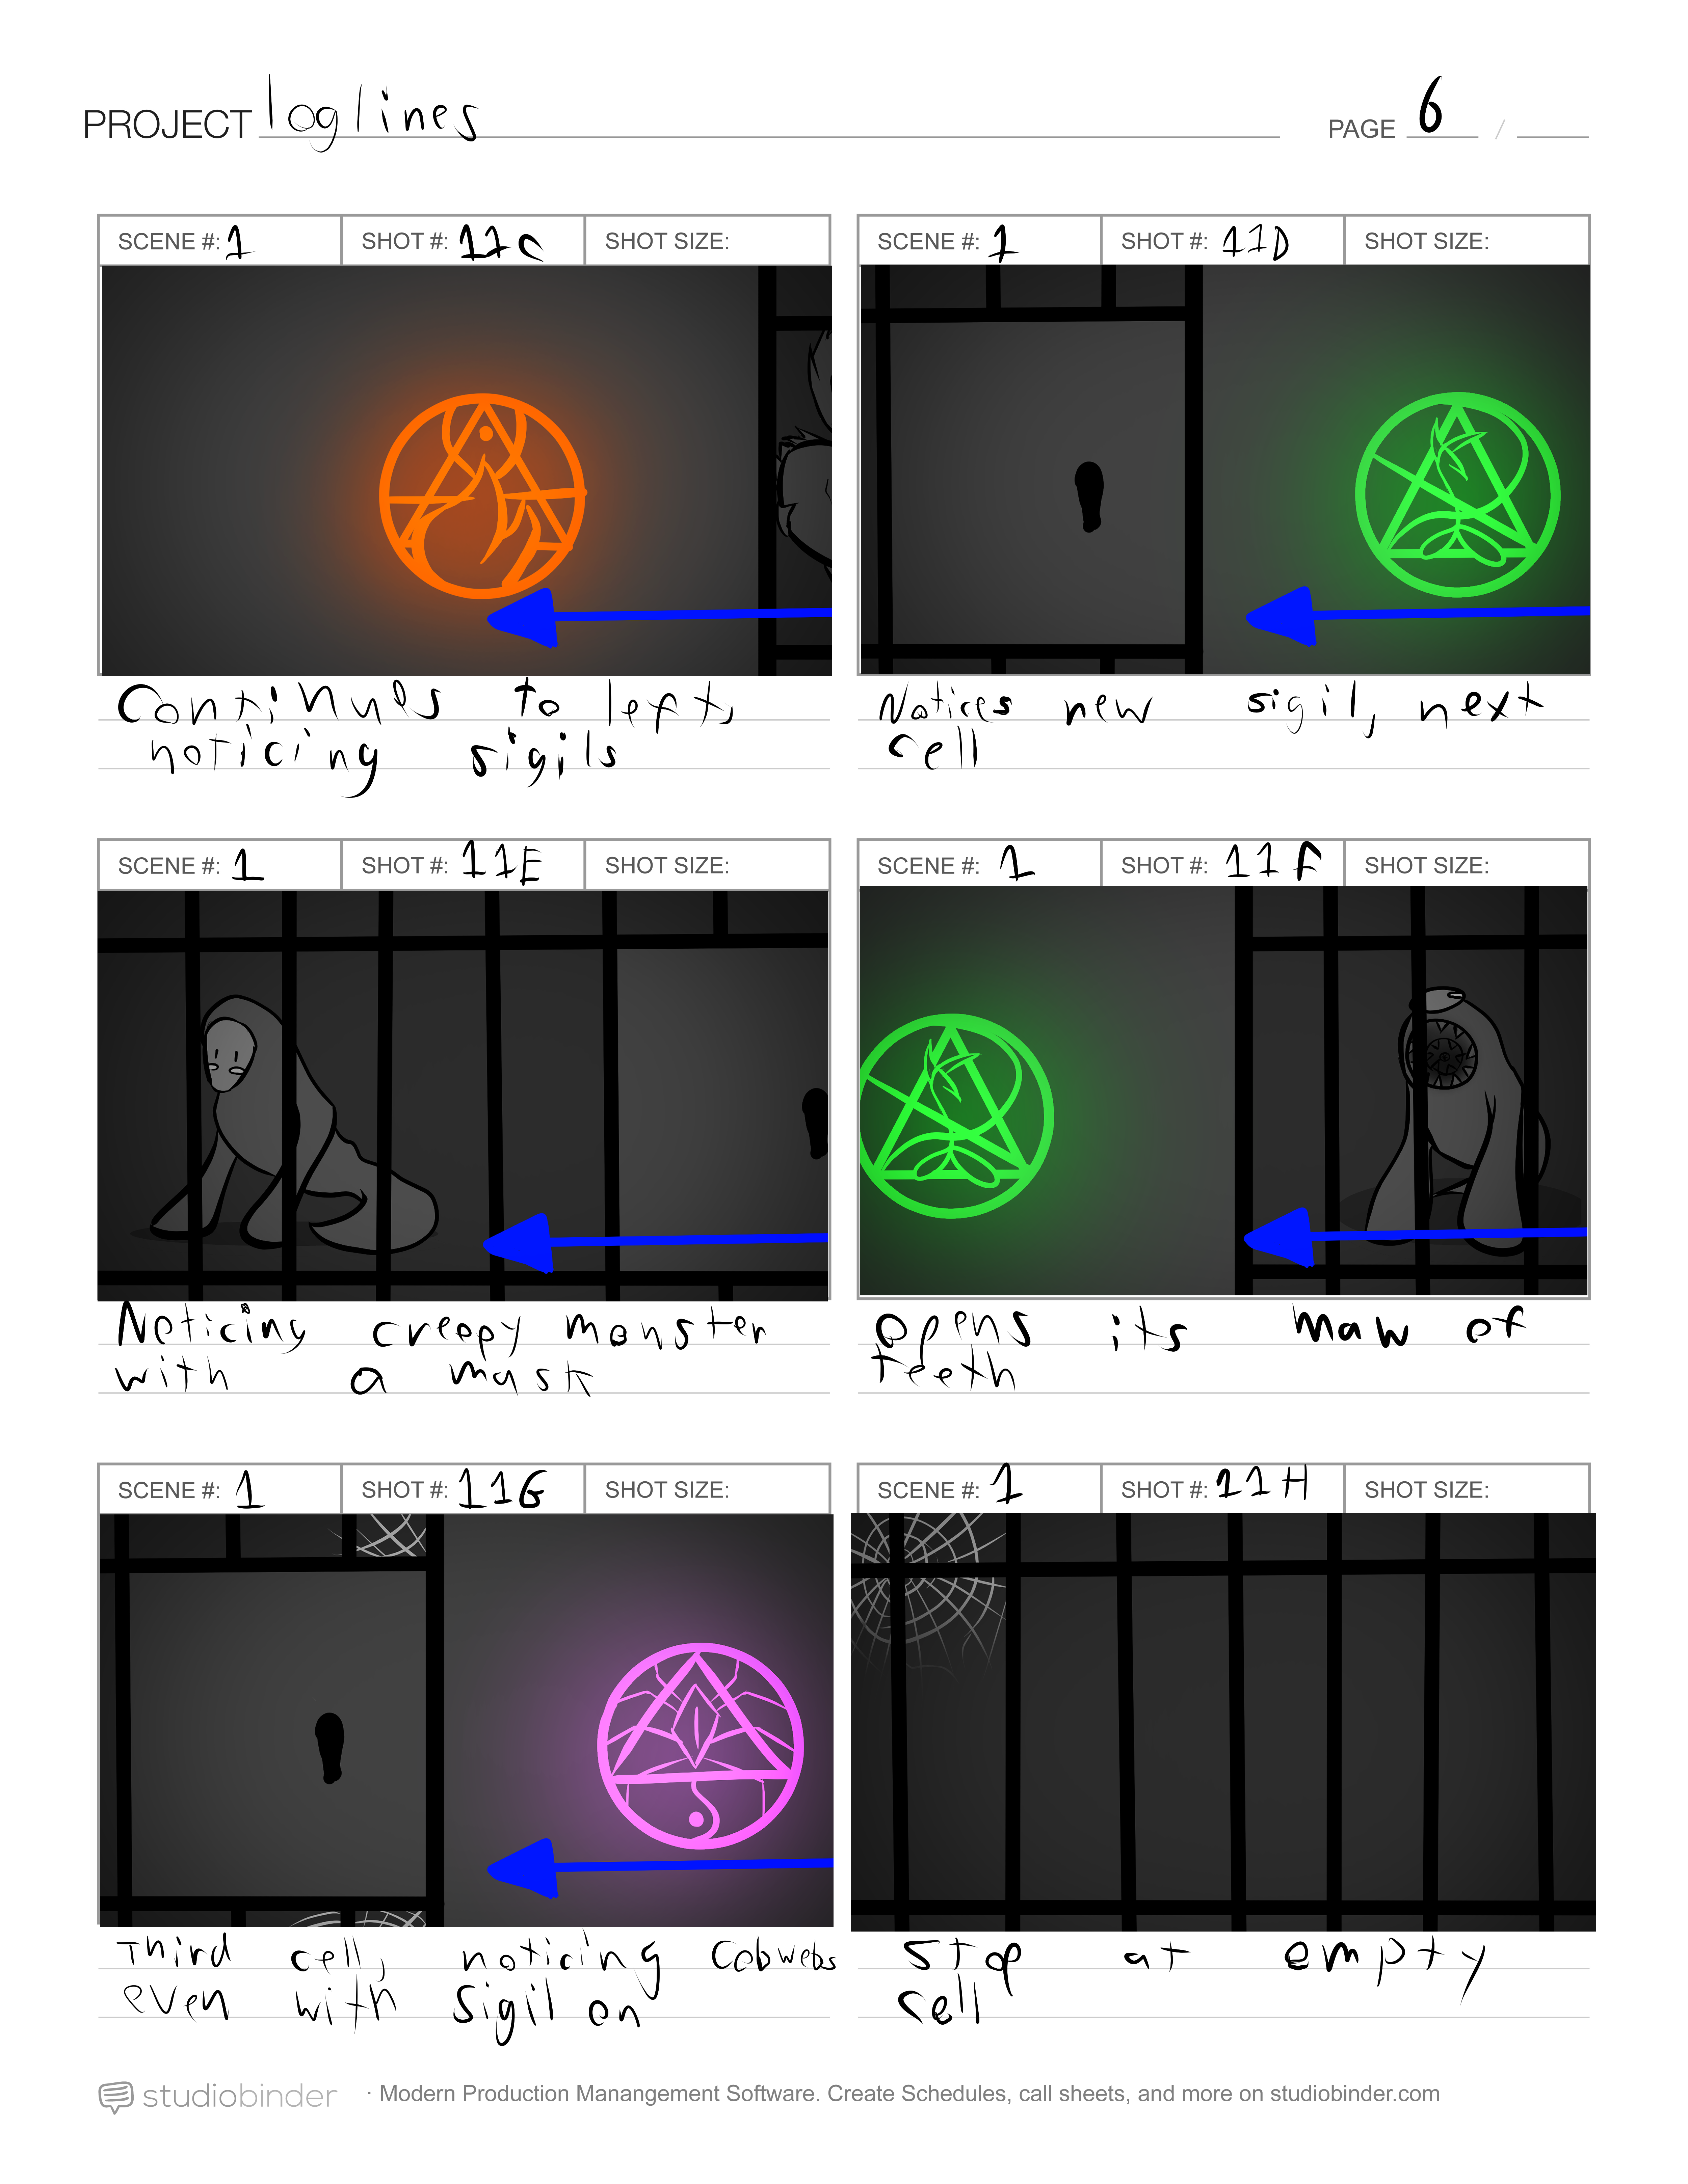 PROJECT loglines
PAGE 6 /
SCENE #: 1 SHOT #: 11C SHOT SIZE:
Continues to left,
noticing sigils
SCENE #: 1 SHOT #: 11D SHOT SIZE:
Notices new sigil, next
cell
SCENE #: 1 SHOT #: 11E SHOT SIZE:
Noticing creepy monster
with a mask
SCENE #: 1 SHOT #: 11F SHOT SIZE:
Opens its maw of
teeth
SCENE #: 1 SHOT #: 11G SHOT SIZE:
Third cell, noticing cobwebs
even with sigil on
SCENE #: 1 SHOT #: 11H SHOT SIZE:
Stop at empty
cell
studiobinder · Modern Production Manangement Software. Create Schedules, call sheets, and more on studiobinder.com